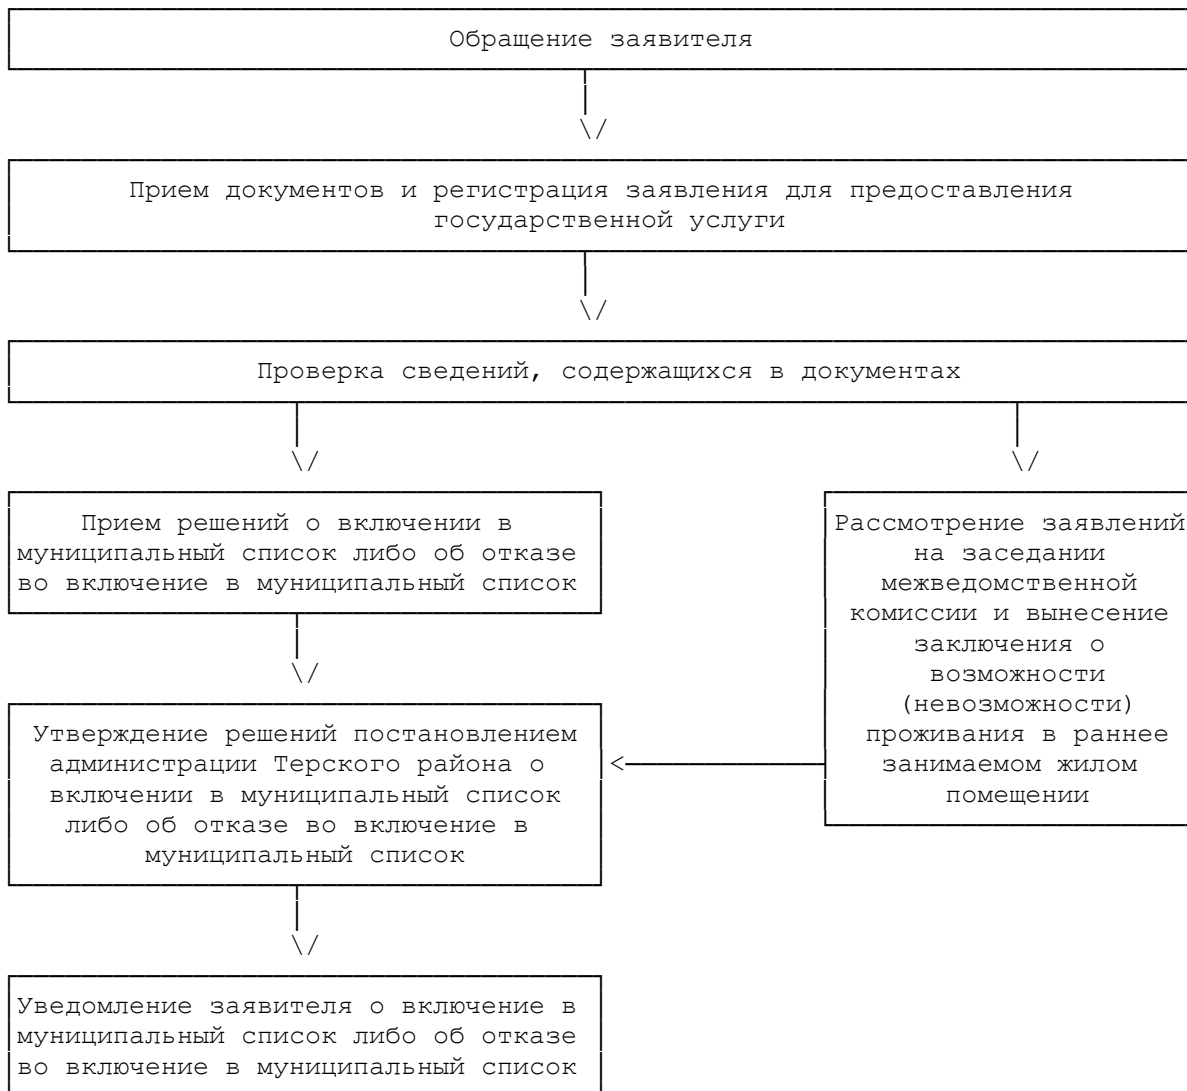 Обращение заявителя
\/
Прием документов и регистрация заявления для предоставления
государственной услуги
\/
Проверка сведений, содержащихся в документах
\/
\/
Прием решений о включении в
муниципальный список либо об отказе
во включение в муниципальный список
\/
Утверждение решений постановлением
администрации Терского района о
включении в муниципальный список
либо об отказе во включение в
муниципальный список
<
\/
Уведомление заявителя о включение в
муниципальный список либо об отказе
во включение в муниципальный список
Рассмотрение заявлений
на заседании
межведомственной
комиссии и вынесение
заключения о
возможности
(невозможности)
проживания в раннее
занимаемом жилом
помещении